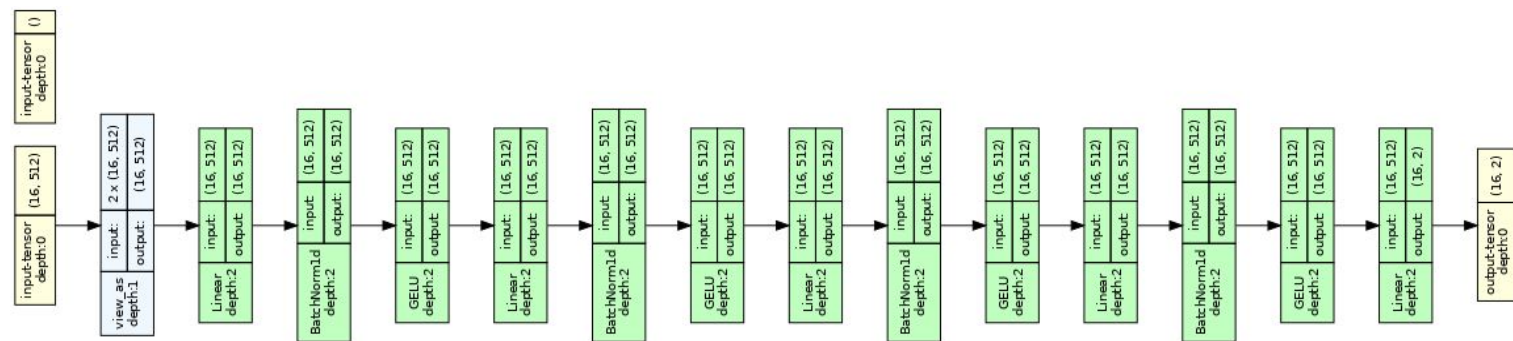 input-tensor
depth:0
()
input-tensor
depth:0
(16, 512)
view_as
depth:1
input: 2 x (16, 512)
output: (16, 512)
Linear
depth:2
input: (16, 512)
output: (16, 512)
BatchNorm1d
depth:2
input: (16, 512)
output: (16, 512)
GELU
depth:2
input: (16, 512)
output: (16, 512)
Linear
depth:2
input: (16, 512)
output: (16, 512)
BatchNorm1d
depth:2
input: (16, 512)
output: (16, 512)
GELU
depth:2
input: (16, 512)
output: (16, 512)
Linear
depth:2
input: (16, 512)
output: (16, 512)
BatchNorm1d
depth:2
input: (16, 512)
output: (16, 512)
GELU
depth:2
input: (16, 512)
output: (16, 512)
Linear
depth:2
input: (16, 512)
output: (16, 512)
BatchNorm1d
depth:2
input: (16, 512)
output: (16, 512)
GELU
depth:2
input: (16, 512)
output: (16, 512)
Linear
depth:2
input: (16, 512)
output: (16, 2)
output-tensor
depth:0
(16, 2)